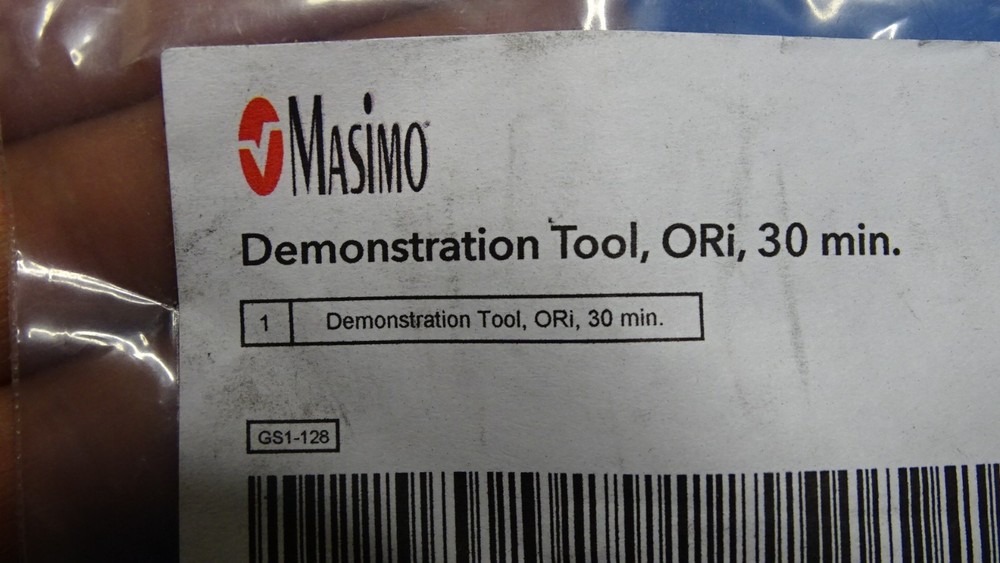 Masimo
Demonstration Tool, ORi, 30 min.
1 Demonstration Tool, ORi, 30 min.
GS1-128